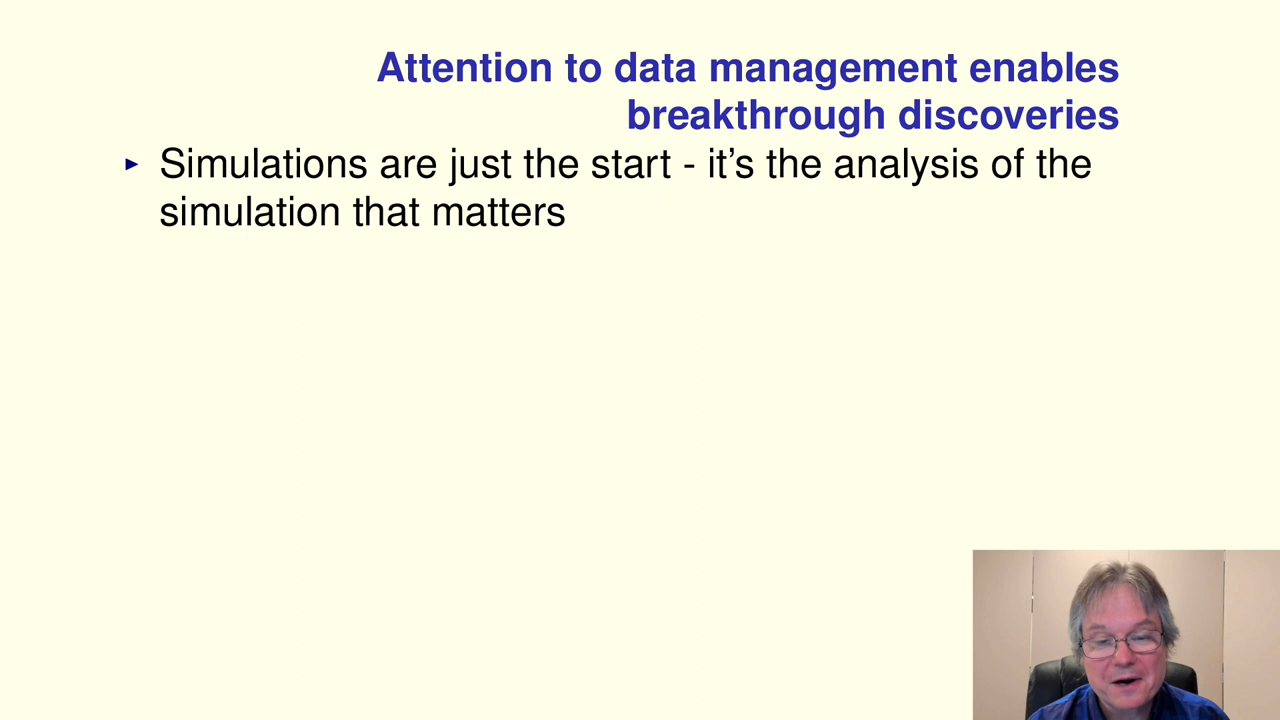 Attention to data management enables
breakthrough discoveries
▸ Simulations are just the start - it’s the analysis of the
simulation that matters